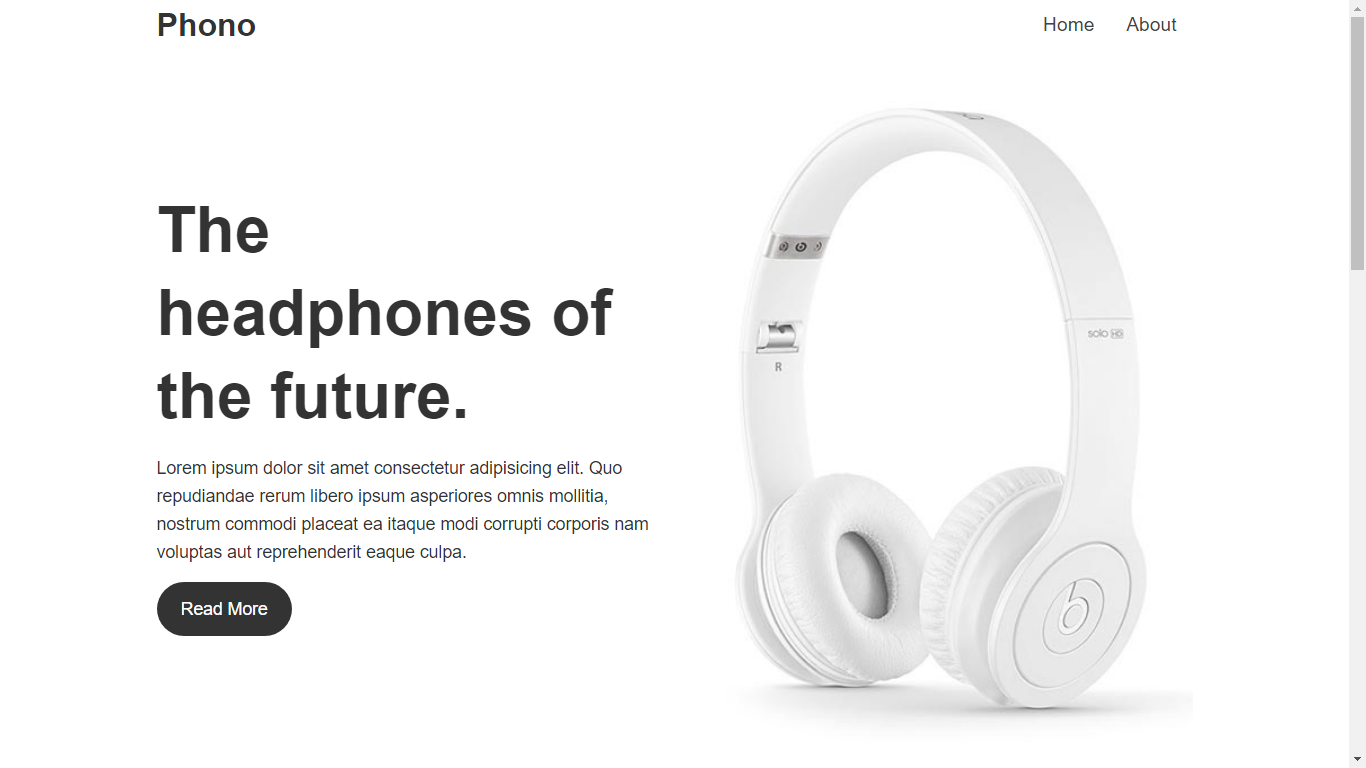 Phono
Home
About
The
headphones of
the future.
Lorem ipsum dolor sit amet consectetur adipisicing elit. Quo
repudiandae rerum libero ipsum asperiores omnis mollitia,
nostrum commodi placeat ea itaque modi corrupti corporis nam
voluptas aut reprehenderit eaque culpa.
Read More
solo HD
R
b